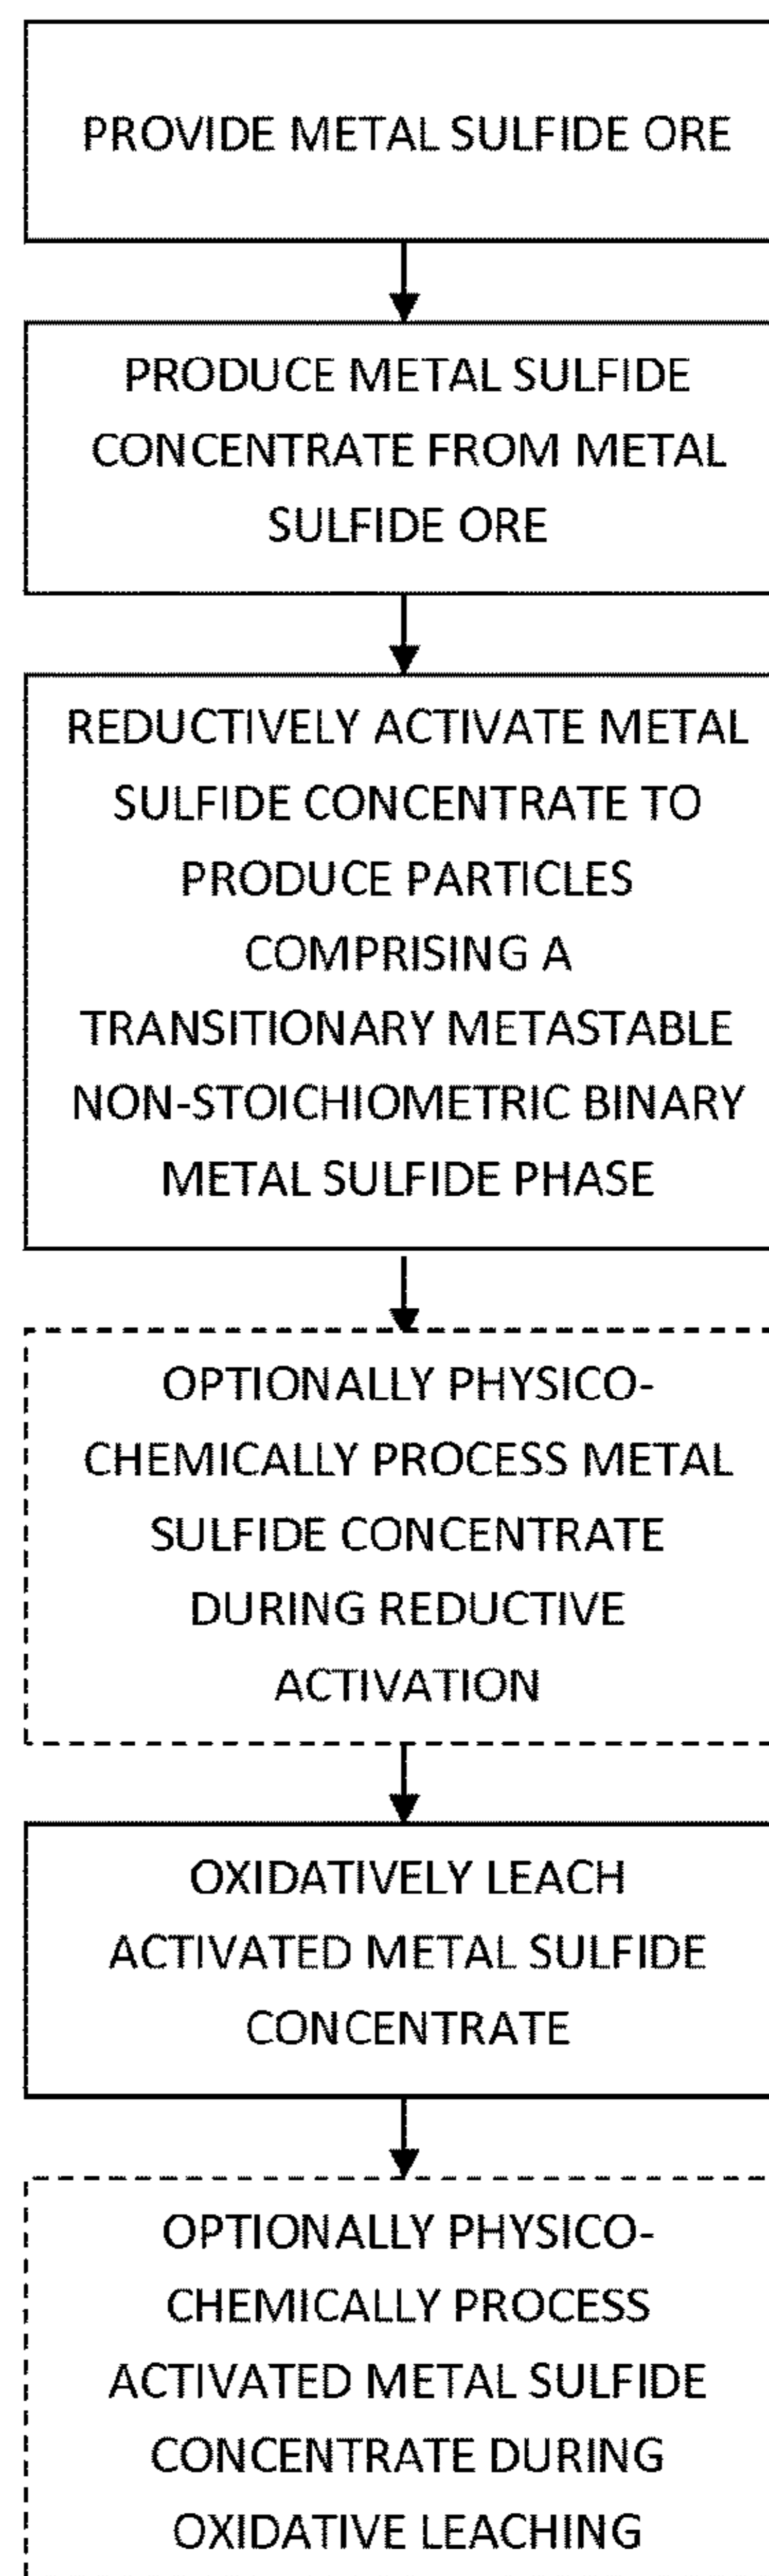 PROVIDE METAL SULFIDE ORE
PRODUCE METAL SULFIDE
CONCENTRATE FROM METAL
SULFIDE ORE
REDUCTIVELY ACTIVATE METAL
SULFIDE CONCENTRATE TO
PRODUCE PARTICLES
COMPRISING A
TRANSITIONARY METASTABLE
NON-STOICHIOMETRIC BINARY
METAL SULFIDE PHASE
OPTIONALLY PHYSICO-
CHEMICALLY PROCESS METAL
SULFIDE CONCENTRATE
DURING REDUCTIVE
ACTIVATION
OXIDATIVELY LEACH
ACTIVATED METAL SULFIDE
CONCENTRATE
OPTIONALLY PHYSICO-
CHEMICALLY PROCESS
ACTIVATED METAL SULFIDE
CONCENTRATE DURING
OXIDATIVE LEACHING